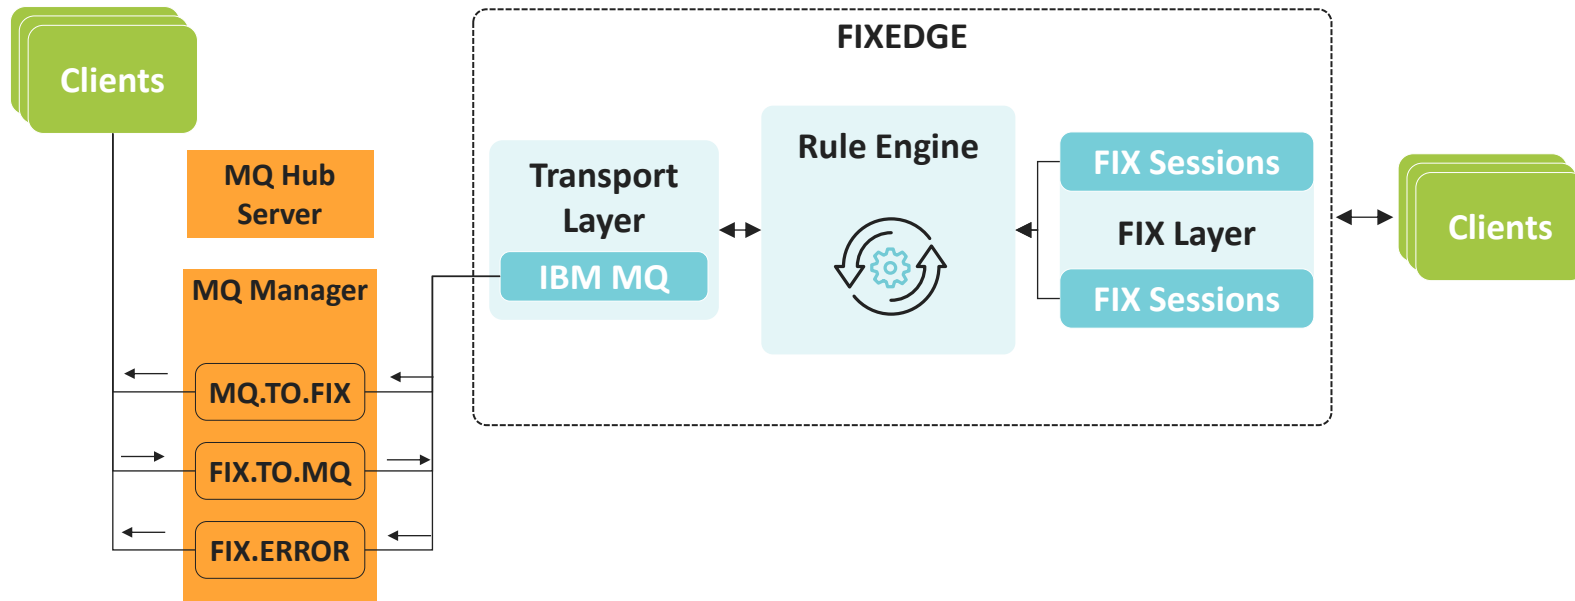 Clients
MQ Hub
Server
MQ Manager
MQ.TO.FIX
FIX.TO.MQ
FIX.ERROR
FIXEDGE
Transport
Layer
IBM MQ
Rule Engine
FIX Sessions
FIX Layer
FIX Sessions
Clients